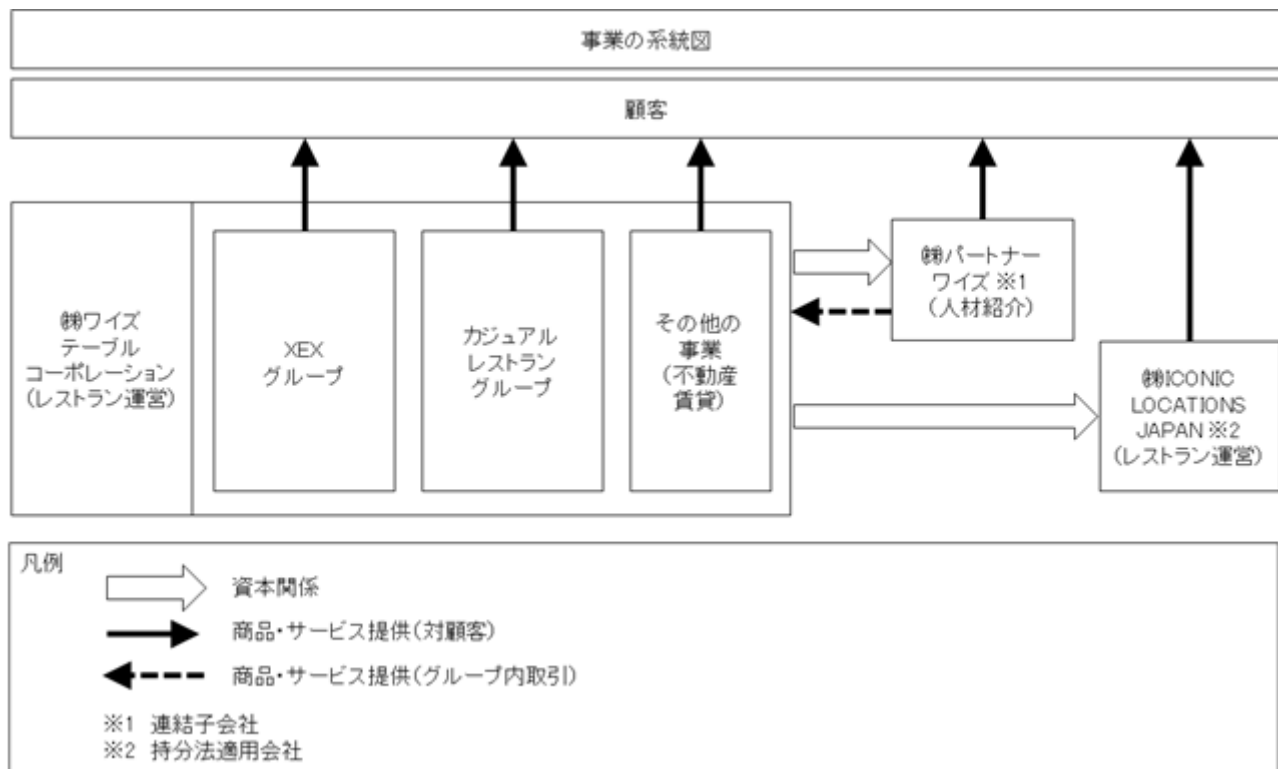 事業の系統図
顧客
㈱ワイズ
テーブル
コーポレーション
(レストラン運営)
XEX
グループ
カジュアル
レストラン
グループ
その他の
事業
(不動産
賃貸)
㈱パートナー
ワイズ ※1
(人材紹介)
㈱ICONIC
LOCATIONS
JAPAN ※2
(レストラン運営)
凡例
資本関係
商品・サービス提供(対顧客)
商品・サービス提供(グループ内取引)
※1 連結子会社
※2 持分法適用会社